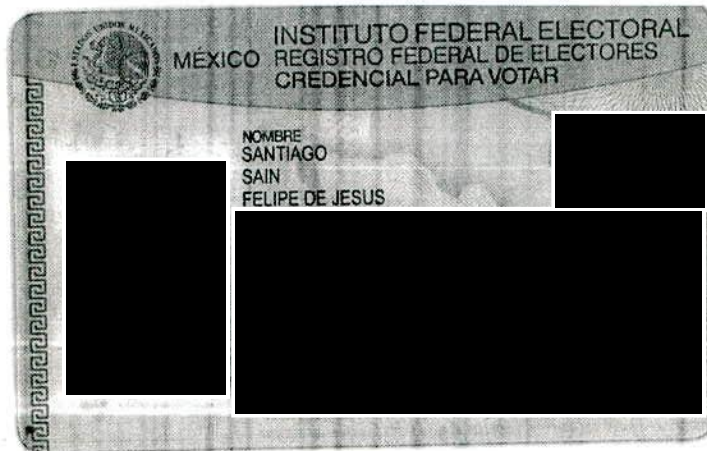 INSTITUTO FEDERAL ELECTORAL
MÉXICO REGISTRO FEDERAL DE ELECTORES
CREDENCIAL PARA VOTAR
NOMBRE
SANTIAGO
SAIN
FELIPE DE JESUS